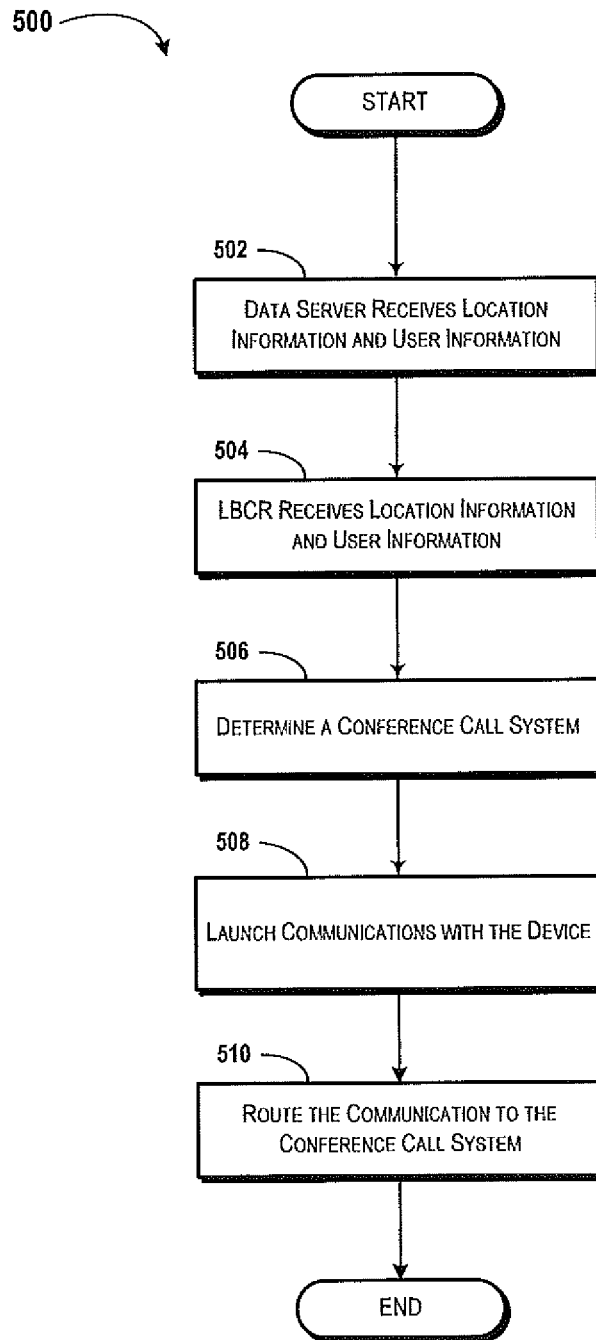 500
START
502
DATA SERVER RECEIVES LOCATION
INFORMATION AND USER INFORMATION
504
LBCR RECEIVES LOCATION INFORMATION
AND USER INFORMATION
506
DETERMINE A CONFERENCE CALL SYSTEM
508
LAUNCH COMMUNICATIONS WITH THE DEVICE
510
ROUTE THE COMMUNICATION TO THE
CONFERENCE CALL SYSTEM
END